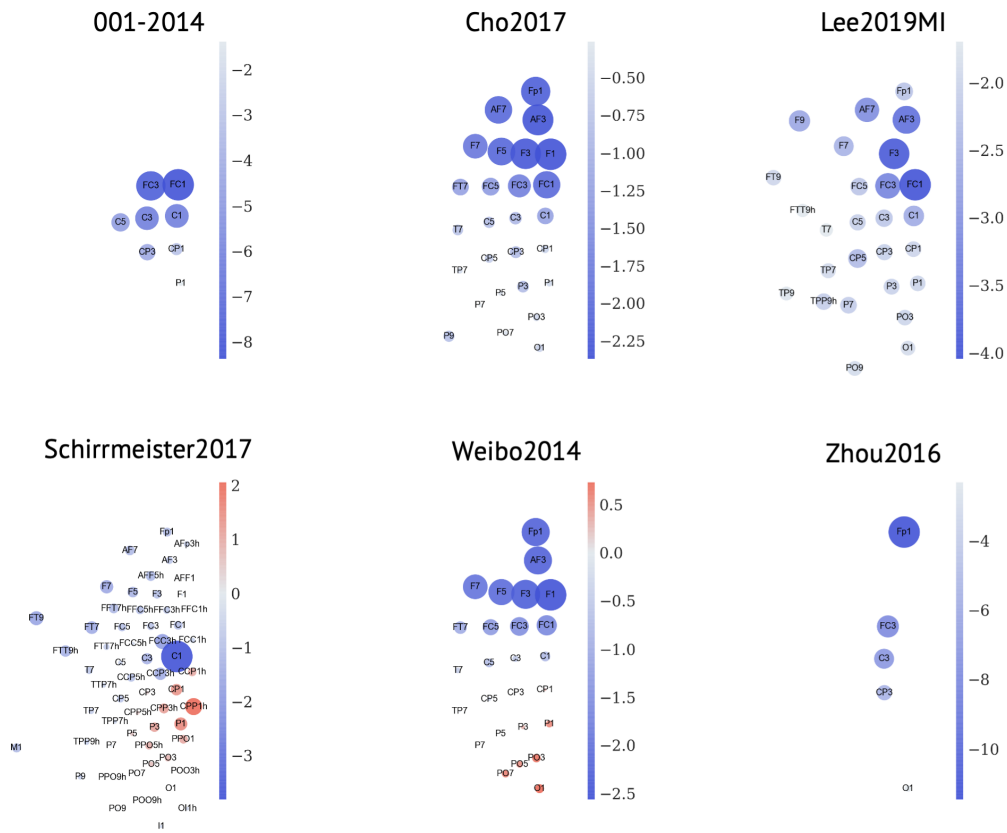 001-2014
−2
−3
−4
−5
−6
−7
−8
FC3 FC1
C5 C3 C1
CP3 CP1
P1
Cho2017
−0.50
−0.75
−1.00
−1.25
−1.50
−1.75
−2.00
−2.25
Fp1
AF7 AF3
F7 F5 F3 F1
FT7 FC5 FC3 FC1
T7 C5 C3 C1
TP7 CP5 CP3 CP1
P7 P5 P3 P1
P9 PO7 PO3
O1
Lee2019MI
−2.0
−2.5
−3.0
−3.5
−4.0
Fp1
AF7 AF3
F9 F7 F3
FT9 FC5 FC3 FC1
FTT9h T7 C5 C3 C1
TP7 CP5 CP3 CP1
TP9 TPP9h P7 P3 P1
PO3
PO9 O1
Schirrmeister2017
2
1
0
−1
−2
−3
Fp1
AFp3h
AF7 AF3
AFF5h AFF1
F7 F5 F3 F1
FFT7h FFC5h FFC3h FFC1h
FT9 FT7 FC5 FC3 FC1
FTT9h FTT7h FCC5h FCC3h FCC1h
T7 C5 C3 C1
TTP7h CCP5h CCP3h CCP1h
TP7 CP5 CP3 CP1
TPP7h CPP5h CPP3h CPP1h
M1 TPP9h P7 P5 P3 P1
PPO5h PPO1
P9 PPO9h PO7 PO5 PO3
POO3h
PO9 POO9h O1
OI1h
I1
Weibo2014
0.5
0.0
−0.5
−1.0
−1.5
−2.0
−2.5
Fp1
AF3
F7 F5 F3 F1
FT7 FC5 FC3 FC1
T7 C5 C3 C1
TP7 CP5 CP3 CP1
P7 P3 P1
PO7 PO5 PO3
O1
Zhou2016
−4
−6
−8
−10
Fp1
FC3
C3
CP3
O1